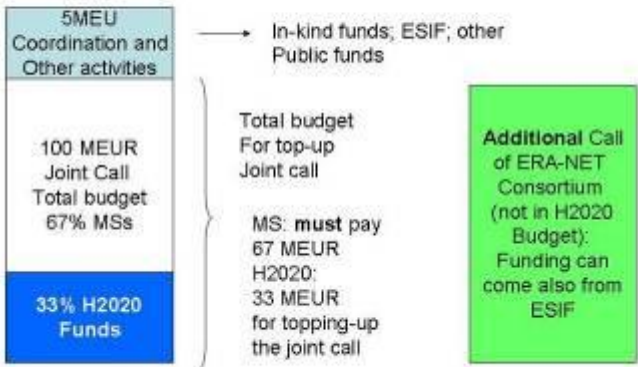 5MEU
Coordination and
Other activities
In-kind funds; ESIF; other
Public funds
100 MEUR
Joint Call
Total budget
67% MSs
33% H2020
Funds
Total budget
For top-up
Joint call
MS: must pay
67 MEUR
H2020:
33 MEUR
for topping-up
the joint call
Additional Call
of ERA-NET
Consortium
(not in H2020
Budget):
Funding can
come also from
ESIF